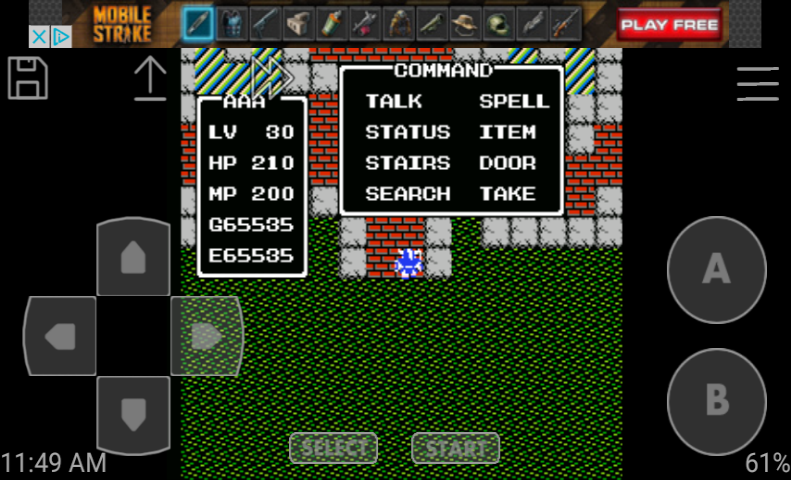 MOBILE
STRIKE
PLAY FREE
COMMAND
TALK SPELL
STATUS ITEM
STAIRS DOOR
SEARCH TAKE
AAA
LV 30
HP 210
MP 200
G65535
E65535
A
B
SELECT START
11:49 AM 61%